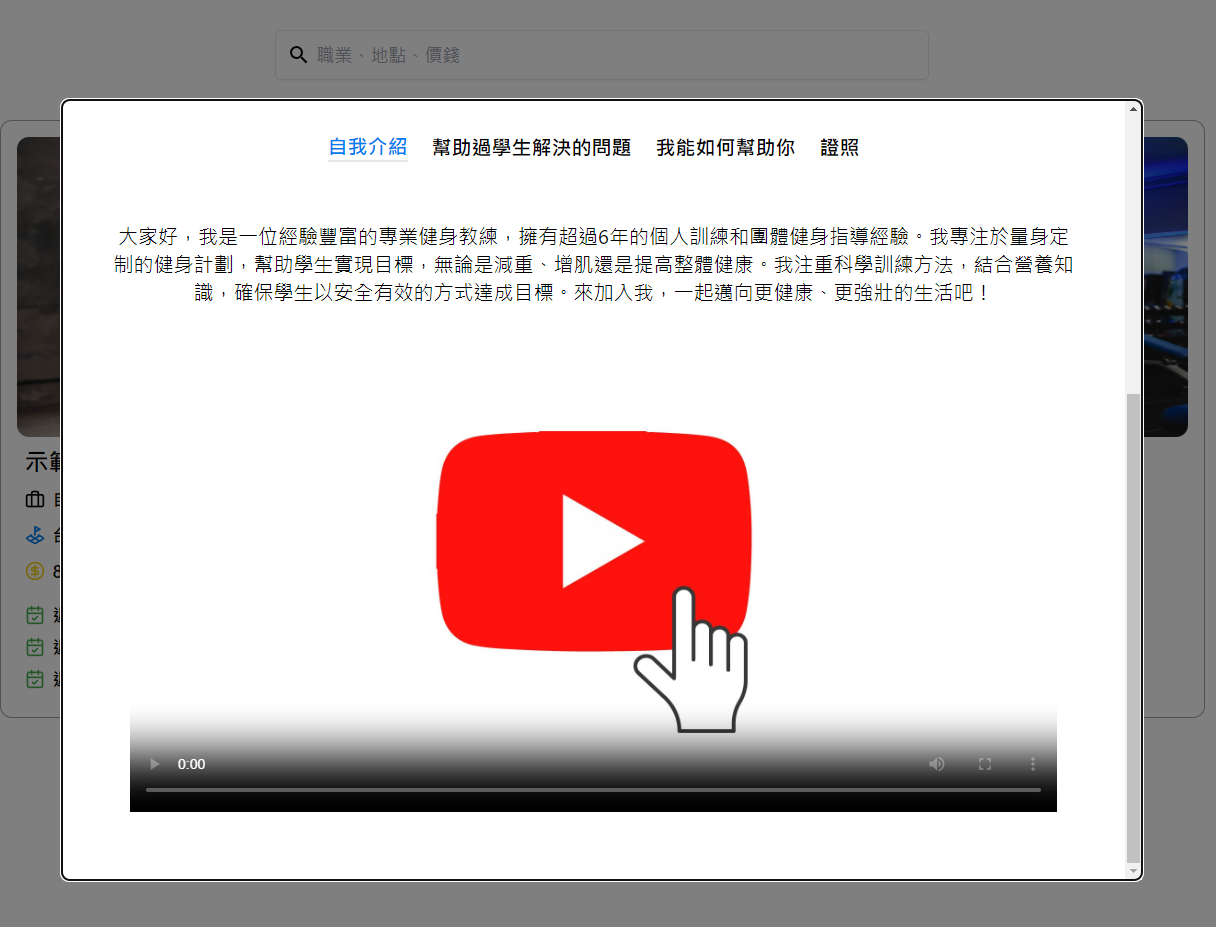 職業、地點、價錢
自我介紹 幫助過學生解決的問題 我能如何幫助你 證照
大家好，我是一位經驗豐富的專業健身教練，擁有超過6年的個人訓練和團體健身指導經驗。我專注於量身定
制的健身計劃，幫助學生實現目標，無論是減重、增肌還是提高整體健康。我注重科學訓練方法，結合營養知
識，確保學生以安全有效的方式達成目標。來加入我，一起邁向更健康、更強壯的生活吧！
示
8
0:00